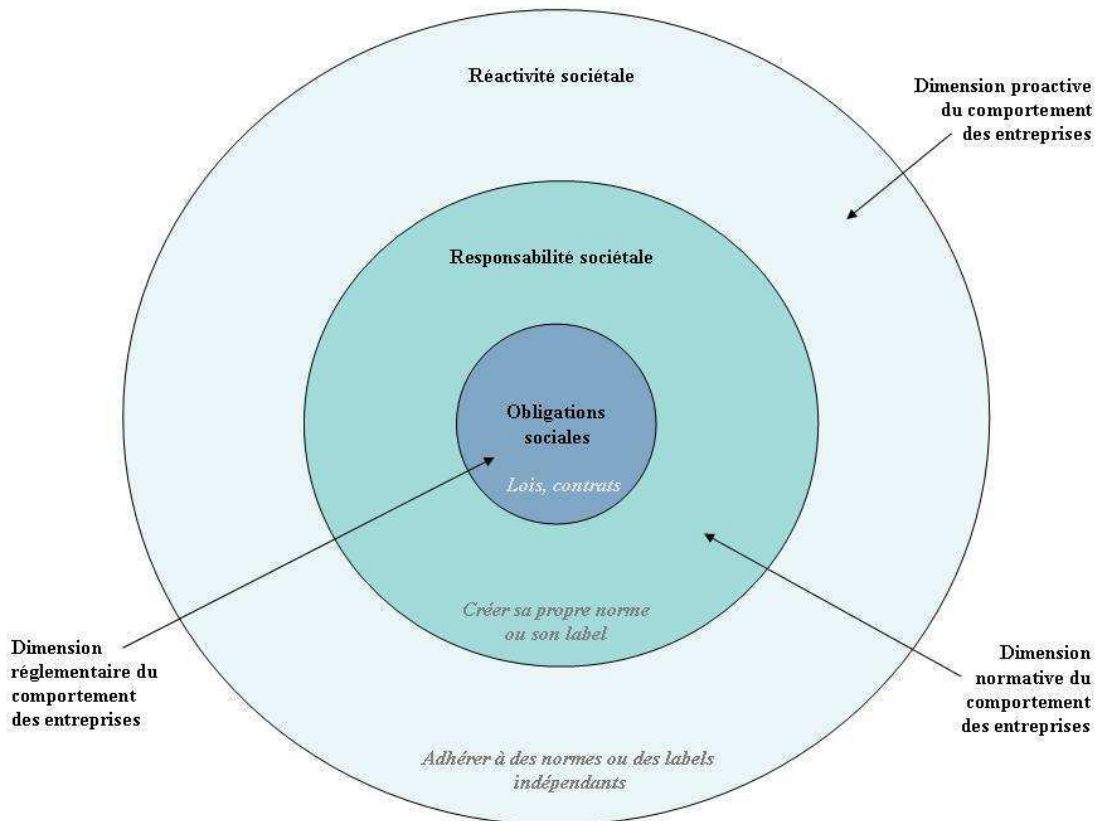 Réactivité sociétale
Dimension proactive
du comportement
des entreprises
Responsabilité sociétale
Obligations
sociales
Lois, contrats
Créer sa propre norme
ou son label
Dimension
réglementaire du
comportement
des entreprises
Dimension
normative du
comportement
des entreprises
Adhérer à des normes ou des labels
indépendants